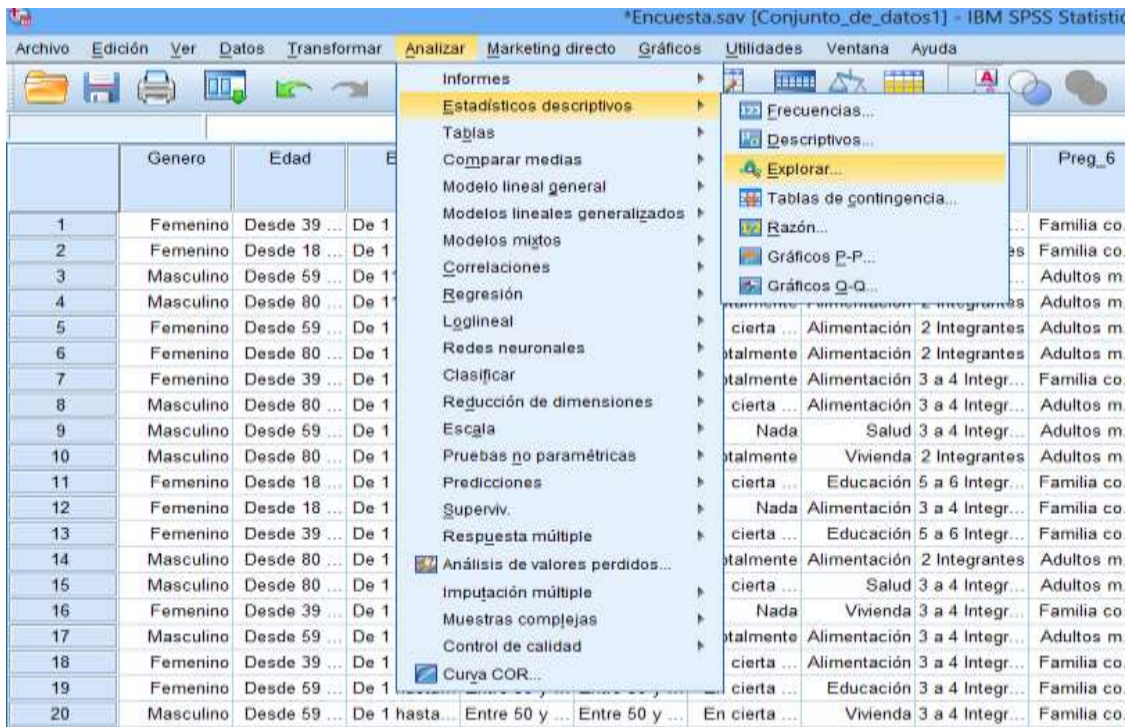 *Encuesta.sav [Conjunto_de_datos1] - IBM SPSS Statistic
Archivo Edición Ver Datos Transformar Analizar Marketing directo Gráficos Utilidades Ventana Ayuda
Informes
Estadísticos descriptivos
Tablas
Comparar medias
Modelo lineal general
Modelos lineales generalizados
Modelos mixtos
Correlaciones
Regresión
Loglineal
Redes neuronales
Clasificar
Reducción de dimensiones
Escala
Pruebas no paramétricas
Predicciones
Superviv.
Respuesta múltiple
Análisis de valores perdidos...
Imputación múltiple
Muestras complejas
Control de calidad
Curva COR...
Frecuencias...
Descriptivos...
Explorar...
Tablas de contingencia...
Razón...
Gráficos P-P...
Gráficos Q-Q...
Genero Edad E Preg_6
1 Femenino Desde 39 ... De 1 ... Familia co.
2 Femenino Desde 18 ... De 1 es Familia co.
3 Masculino Desde 59 ... De 1 Adultos m.
4 Masculino Desde 80 ... De 1 Alimentación 2 Integrantes Adultos m.
5 Femenino Desde 59 ... De 1 cierta ... Alimentación 2 Integrantes Adultos m.
6 Femenino Desde 80 ... De 1 otalmente Alimentación 2 Integrantes Adultos m.
7 Femenino Desde 39 ... De 1 otalmente Alimentación 3 a 4 Integr... Familia co.
8 Masculino Desde 80 ... De 1 cierta ... Alimentación 3 a 4 Integr... Adultos m.
9 Masculino Desde 59 ... De 1 Nada Salud 3 a 4 Integr... Adultos m.
10 Masculino Desde 80 ... De 1 otalmente Vivienda 2 Integrantes Adultos m.
11 Femenino Desde 18 ... De 1 cierta ... Educación 5 a 6 Integr... Familia co.
12 Femenino Desde 18 ... De 1 Nada Alimentación 3 a 4 Integr... Familia co.
13 Femenino Desde 39 ... De 1 cierta ... Educación 5 a 6 Integr... Familia co.
14 Masculino Desde 80 ... De 1 otalmente Alimentación 2 Integrantes Adultos m.
15 Masculino Desde 80 ... De 1 cierta ... Salud 3 a 4 Integr... Adultos m.
16 Femenino Desde 39 ... De 1 Nada Vivienda 3 a 4 Integr... Familia co.
17 Masculino Desde 59 ... De 1 otalmente Alimentación 3 a 4 Integr... Adultos m.
18 Femenino Desde 39 ... De 1 cierta ... Alimentación 3 a 4 Integr... Familia co.
19 Femenino Desde 59 ... De 1 cierta ... Educación 3 a 4 Integr... Familia co.
20 Masculino Desde 59 ... De 1 hasta... Entre 50 y ... Entre 50 y ... En cierta ... Vivienda 3 a 4 Integr... Familia co.